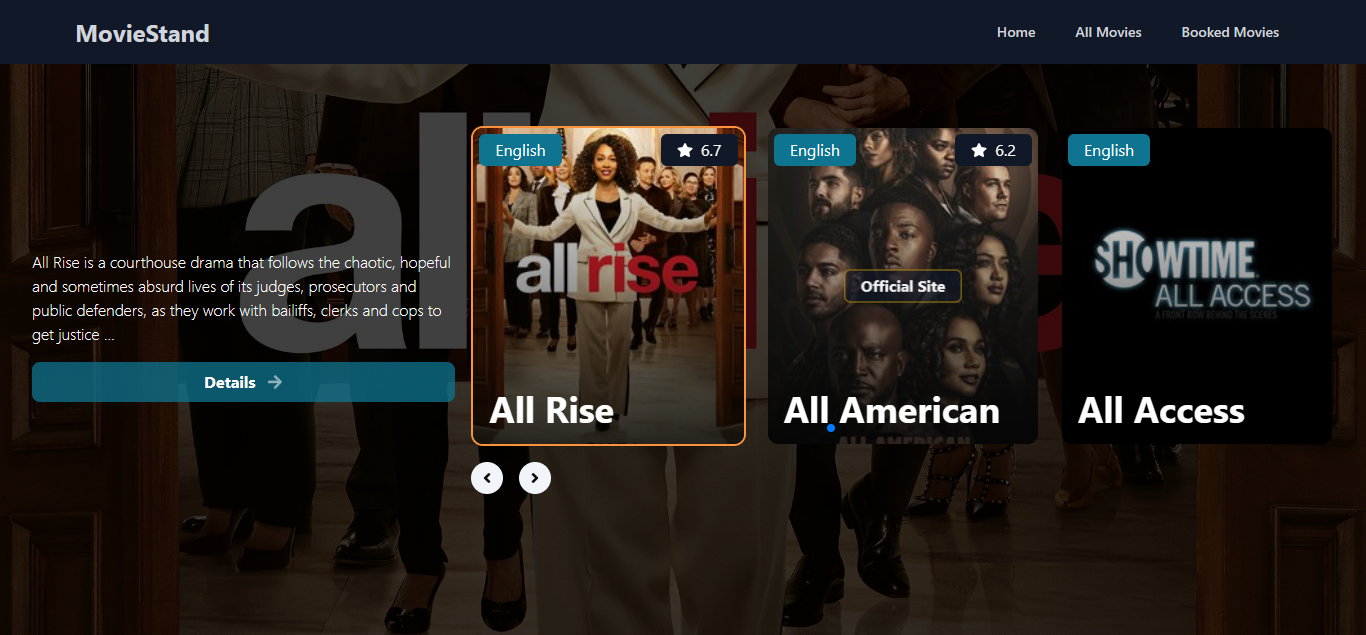 MovieStand
Home
All Movies
Booked Movies
English
6.7
English
6.2
English
all rise
SHOWTIME
ALL ACCESS
A FRONT ROW BEHIND THE SCENES
Official Site
All Rise is a courthouse drama that follows the chaotic, hopeful
and sometimes absurd lives of its judges, prosecutors and
public defenders, as they work with bailiffs, clerks and cops to
get justice ...
Details
All Rise
All American
All Access
ALL AMERICAN
all rise